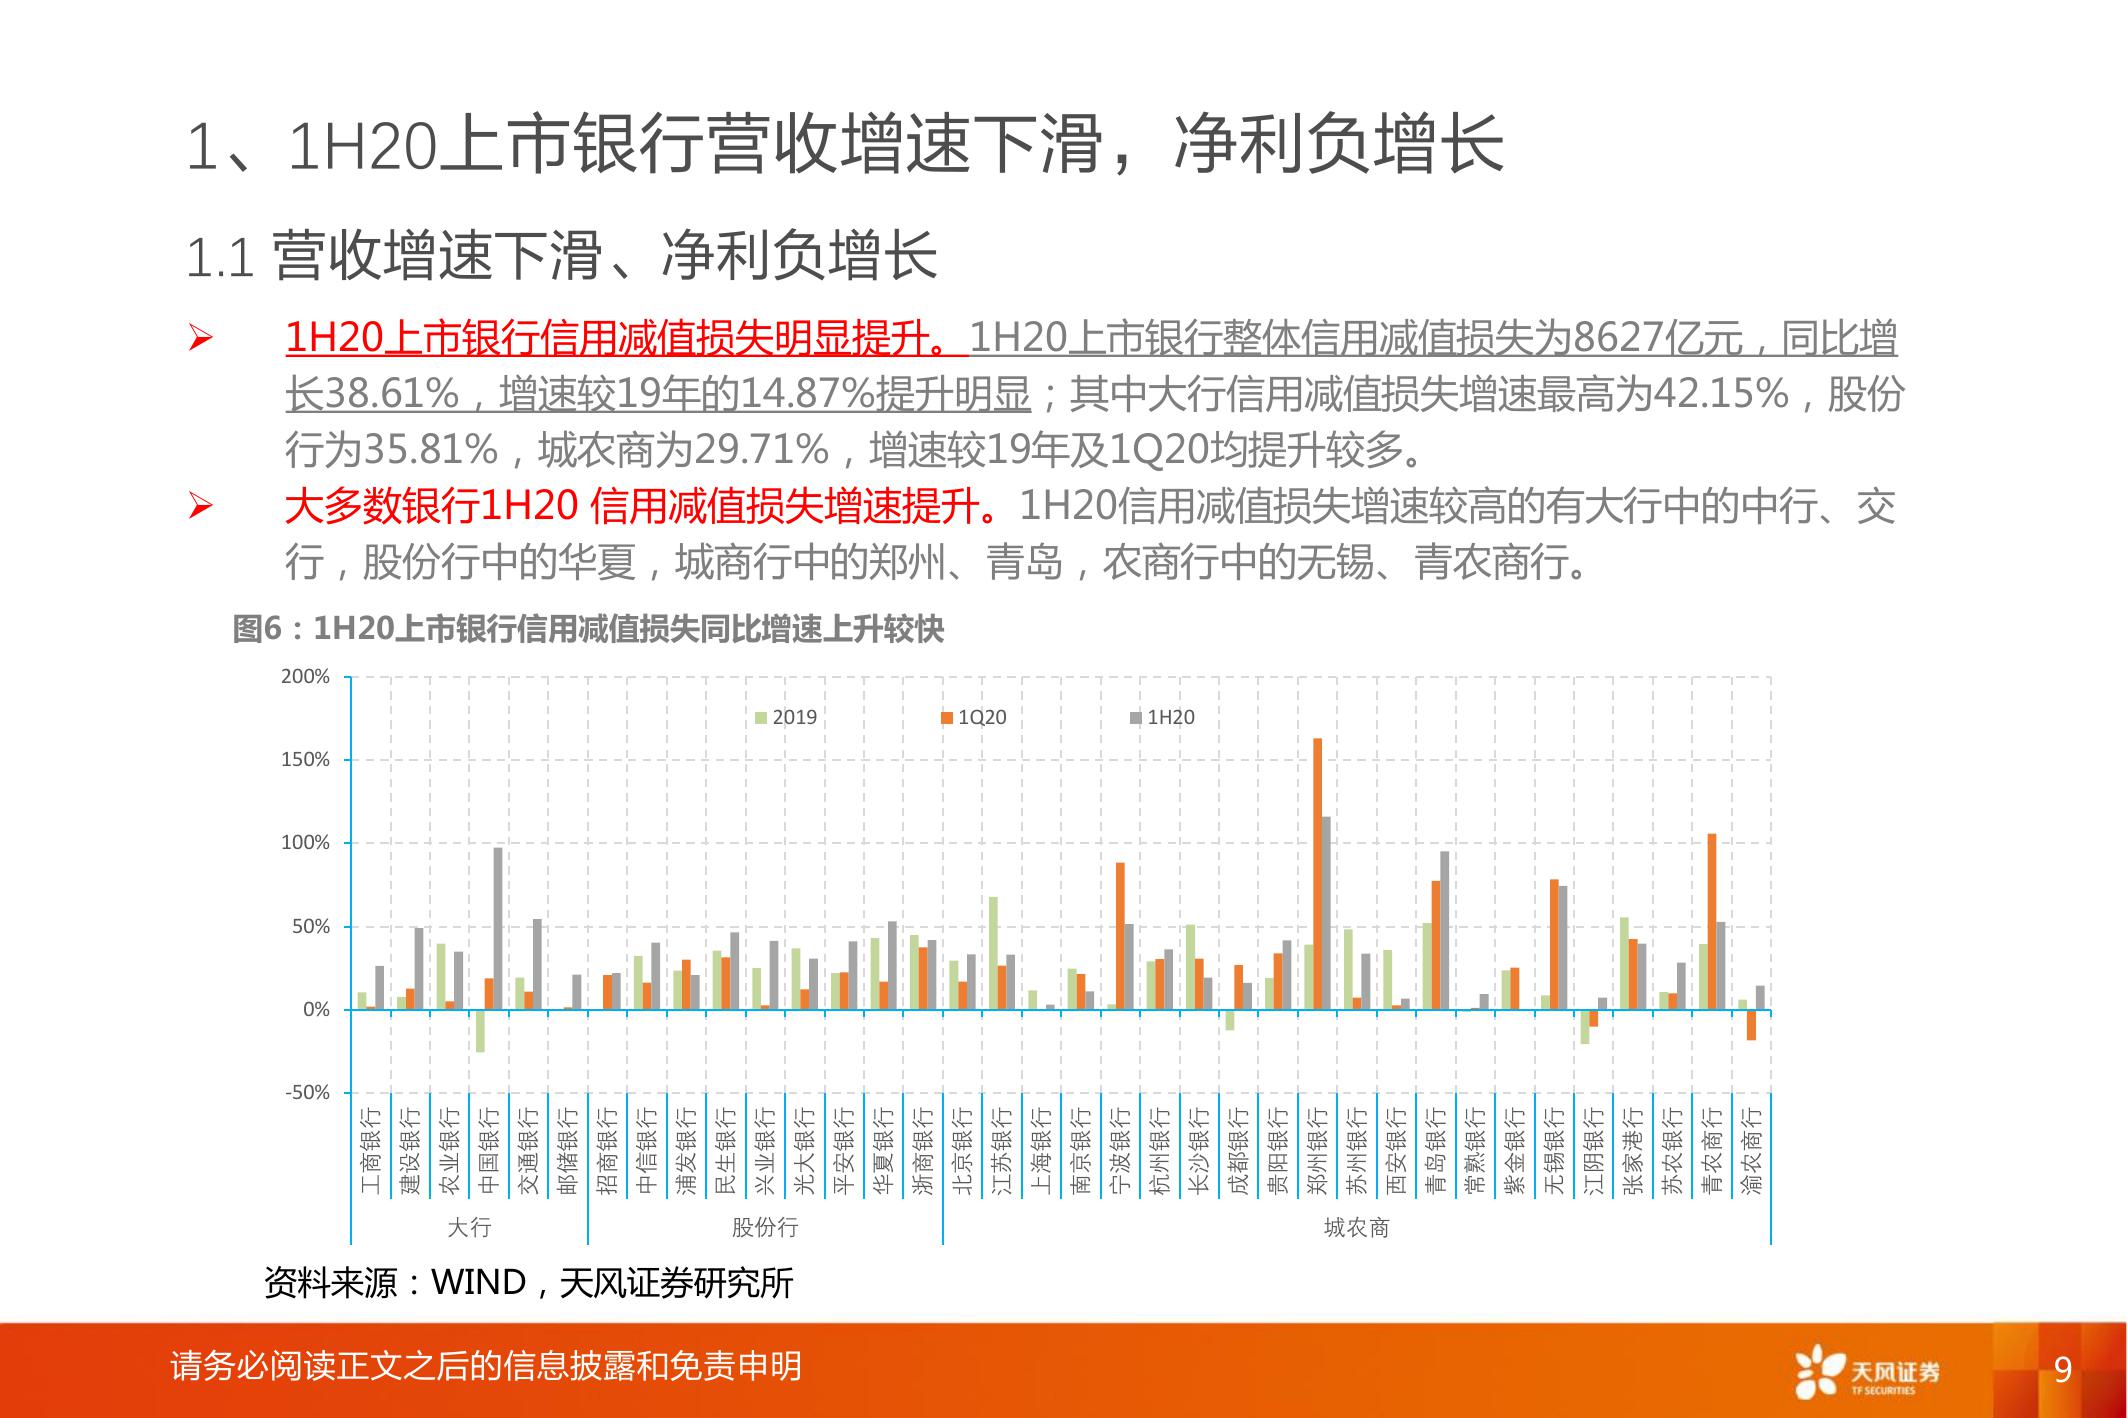 1、1H20上市银行营收增速下滑，净利负增长
1.1 营收增速下滑、净利负增长
1H20上市银行信用减值损失明显提升。1H20上市银行整体信用减值损失为8627亿元，同比增
长38.61%，增速较19年的14.87%提升明显；其中大行信用减值损失增速最高为42.15%，股份
行为35.81%，城农商为29.71%，增速较19年及1Q20均提升较多。
大多数银行1H20 信用减值损失增速提升。1H20信用减值损失增速较高的有大行中的中行、交
行，股份行中的华夏，城商行中的郑州、青岛，农商行中的无锡、青农商行。
图6：1H20上市银行信用减值损失同比增速上升较快
200%
2019
1Q20
1H20
150%
100%
50%
0%
-50%
工商银行
建设银行
农业银行
中国银行
交通银行
邮储银行
招商银行
中信银行
浦发银行
民生银行
兴业银行
光大银行
平安银行
华夏银行
浙商银行
北京银行
江苏银行
上海银行
南京银行
宁波银行
杭州银行
长沙银行
成都银行
贵阳银行
郑州银行
苏州银行
西安银行
青岛银行
常熟银行
紫金银行
无锡银行
江阴银行
张家港行
苏农银行
青农商行
渝农商行
大行
股份行
城农商
资料来源：WIND，天风证券研究所
请务必阅读正文之后的信息披露和免责申明
天风证券
TF SECURITIES
9